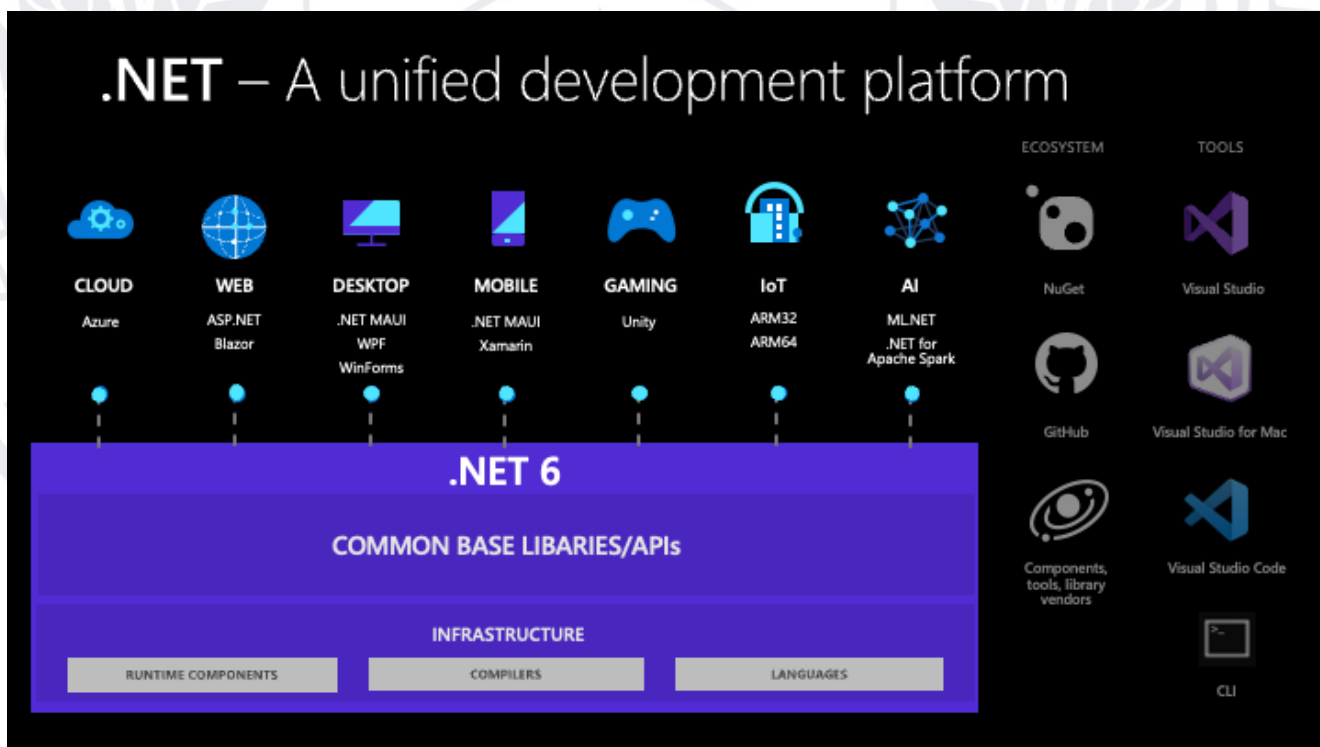 .NET – A unified development platform
ECOSYSTEM
TOOLS
CLOUD
Azure
WEB
ASP.NET
Blazor
DESKTOP
.NET MAUI
WPF
WinForms
MOBILE
.NET MAUI
Xamarin
GAMING
Unity
IoT
ARM32
ARM64
AI
ML.NET
.NET for
Apache Spark
NuGet
GitHub
Components,
tools, library
vendors
Visual Studio
Visual Studio for Mac
Visual Studio Code
>_
CLI
.NET 6
COMMON BASE LIBARIES/APIs
INFRASTRUCTURE
RUNTIME COMPONENTS
COMPILERS
LANGUAGES